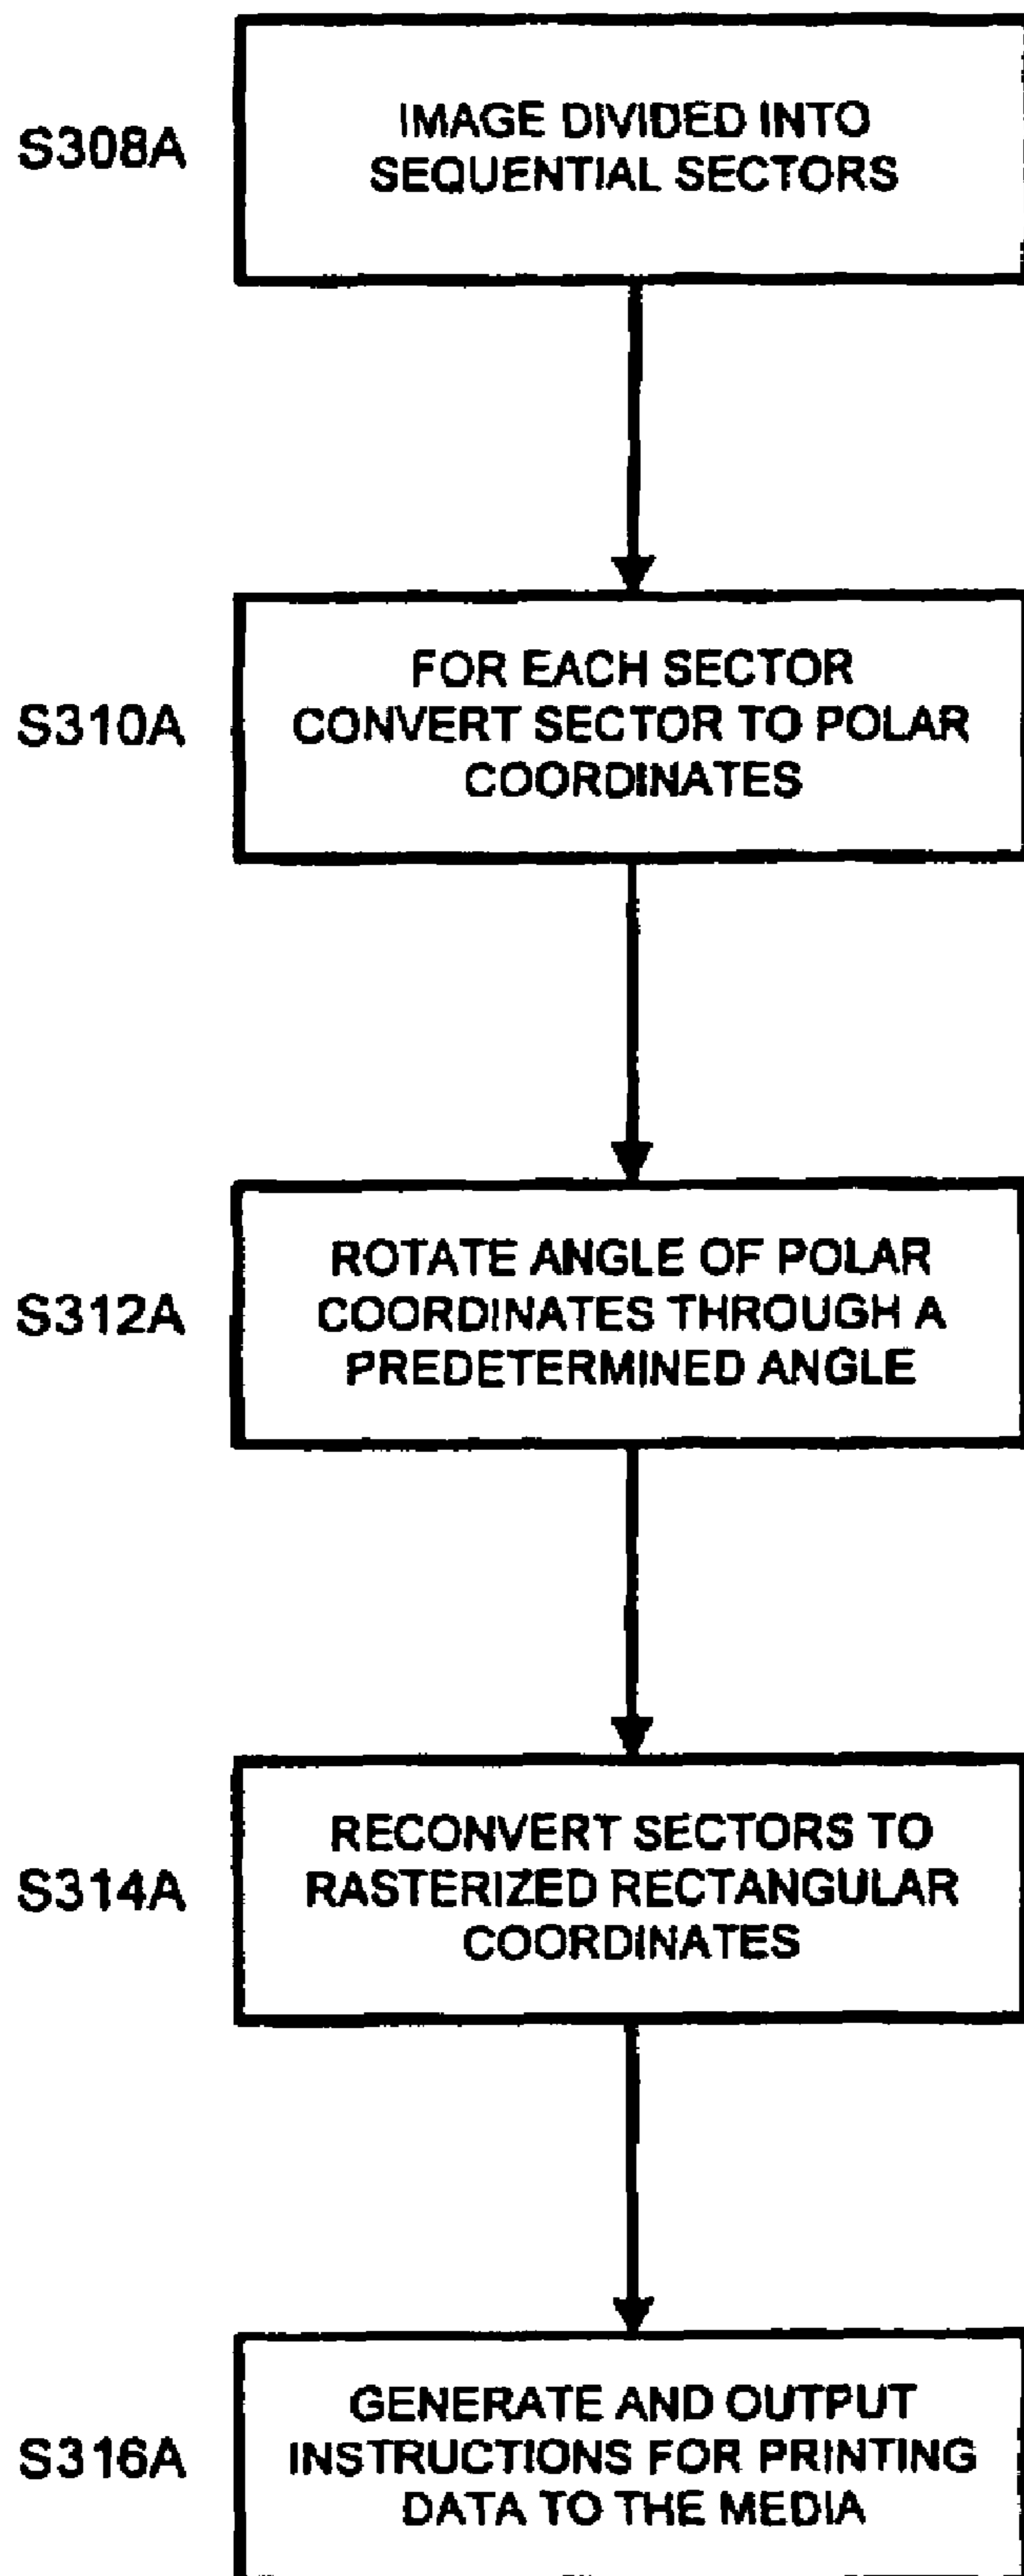 S308A
IMAGE DIVIDED INTO
SEQUENTIAL SECTORS
S310A
FOR EACH SECTOR
CONVERT SECTOR TO POLAR
COORDINATES
S312A
ROTATE ANGLE OF POLAR
COORDINATES THROUGH A
PREDETERMINED ANGLE
S314A
RECONVERT SECTORS TO
RASTERIZED RECTANGULAR
COORDINATES
S316A
GENERATE AND OUTPUT
INSTRUCTIONS FOR PRINTING
DATA TO THE MEDIA